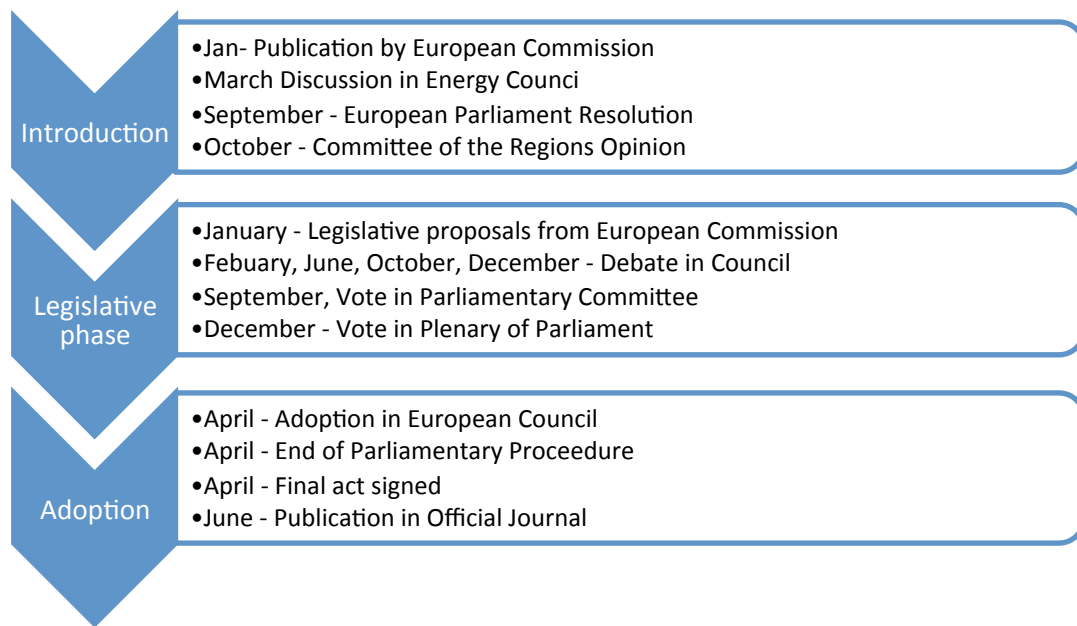 Introduction
•Jan- Publication by European Commission
•March Discussion in Energy Counci
•September - European Parliament Resolution
•October - Committee of the Regions Opinion
Legislative
phase
•January - Legislative proposals from European Commission
•Febuary, June, October, December - Debate in Council
•September, Vote in Parliamentary Committee
•December - Vote in Plenary of Parliament
Adoption
•April - Adoption in European Council
•April - End of Parliamentary Proceedure
•April - Final act signed
•June - Publication in Official Journal